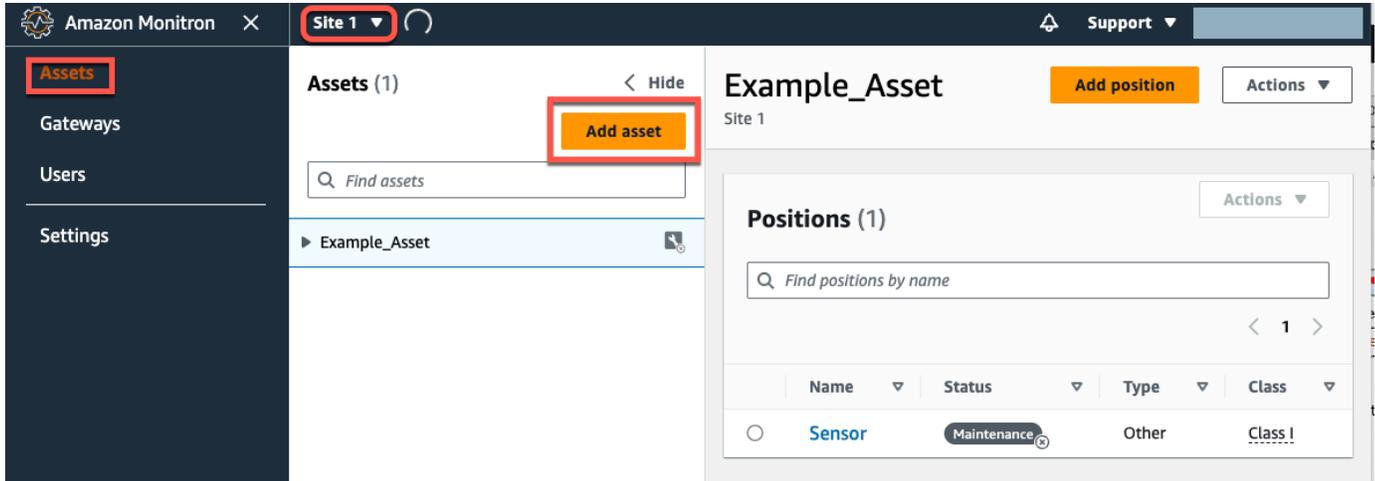 Amazon Monitron
Site 1
Support
Assets
Gateways
Users
Settings
Assets (1)
Hide
Add asset
Find assets
Example_Asset
Example_Asset
Site 1
Add position
Actions
Actions
Positions (1)
Find positions by name
1
Name Status Type Class
Sensor Maintenance Other Class I